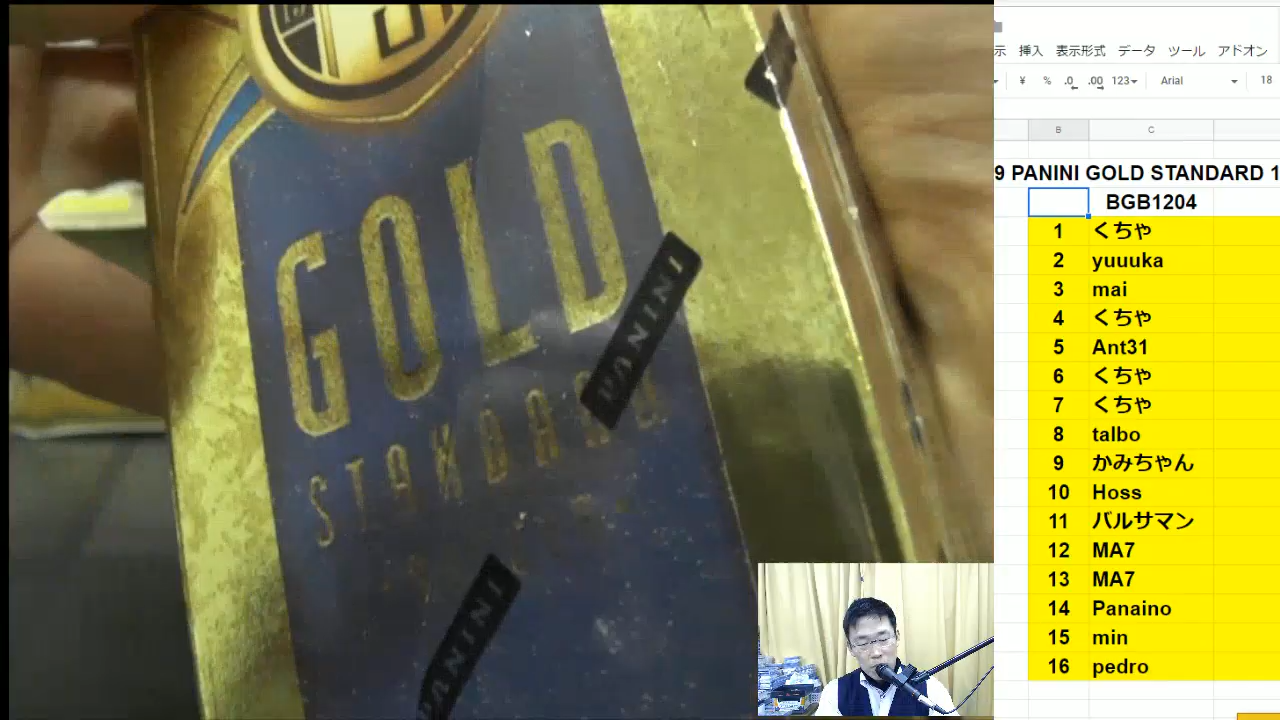 GOLD
STANDARD
PANINI
PANINI
示 挿入 表示形式 データ ツール アドオン
¥ % .0 .00 123 Arial 18
B C
9 PANINI GOLD STANDARD 1
BGB1204
1 くちゃ
2 yuuuka
3 mai
4 くちゃ
5 Ant31
6 くちゃ
7 くちゃ
8 talbo
9 かみちゃん
10 Hoss
11 バルサマン
12 MA7
13 MA7
14 Panaino
15 min
16 pedro